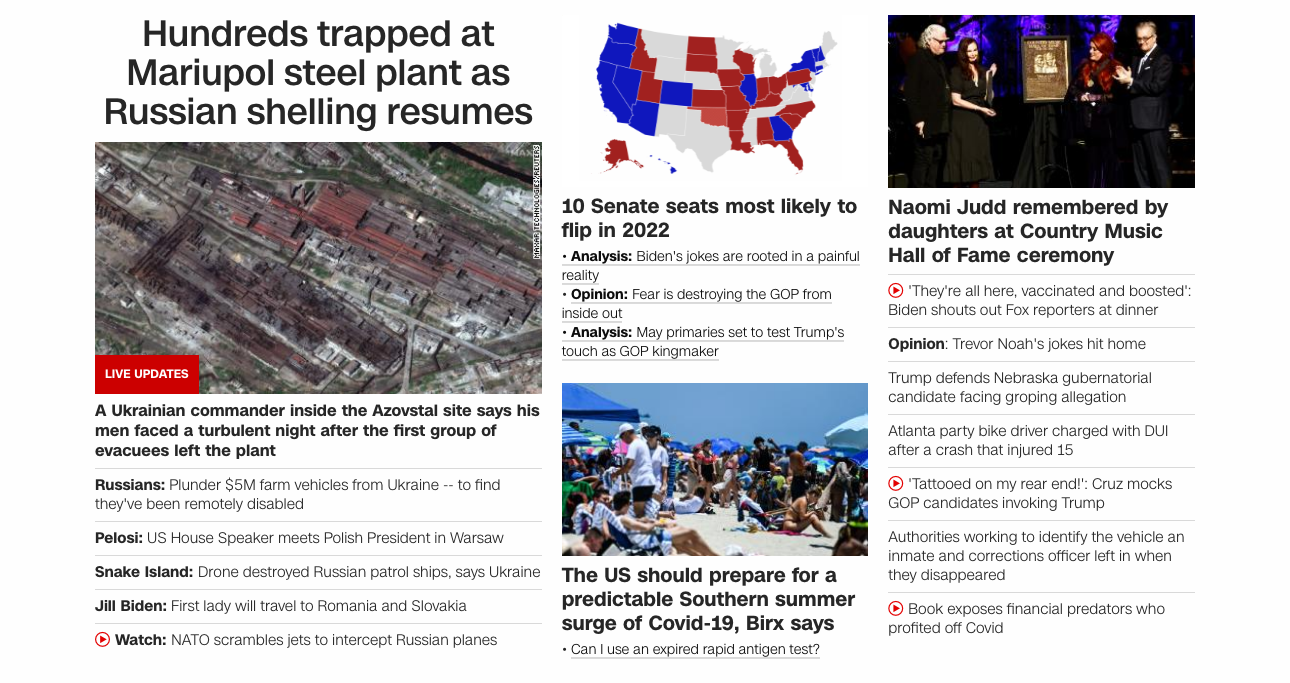 Hundreds trapped at
Mariupol steel plant as
Russian shelling resumes
MAXAR TECHNOLOGIES/REUTERS
LIVE UPDATES
A Ukrainian commander inside the Azovstal site says his
men faced a turbulent night after the first group of
evacuees left the plant
Russians: Plunder $5M farm vehicles from Ukraine -- to find
they've been remotely disabled
Pelosi: US House Speaker meets Polish President in Warsaw
Snake Island: Drone destroyed Russian patrol ships, says Ukraine
Jill Biden: First lady will travel to Romania and Slovakia
Watch: NATO scrambles jets to intercept Russian planes
10 Senate seats most likely to
flip in 2022
• Analysis: Biden's jokes are rooted in a painful
reality
• Opinion: Fear is destroying the GOP from
inside out
• Analysis: May primaries set to test Trump's
touch as GOP kingmaker
The US should prepare for a
predictable Southern summer
surge of Covid-19, Birx says
• Can I use an expired rapid antigen test?
Naomi Judd remembered by
daughters at Country Music
Hall of Fame ceremony
'They're all here, vaccinated and boosted':
Biden shouts out Fox reporters at dinner
Opinion: Trevor Noah's jokes hit home
Trump defends Nebraska gubernatorial
candidate facing groping allegation
Atlanta party bike driver charged with DUI
after a crash that injured 15
'Tattooed on my rear end!': Cruz mocks
GOP candidates invoking Trump
Authorities working to identify the vehicle an
inmate and corrections officer left in when
they disappeared
Book exposes financial predators who
profited off Covid